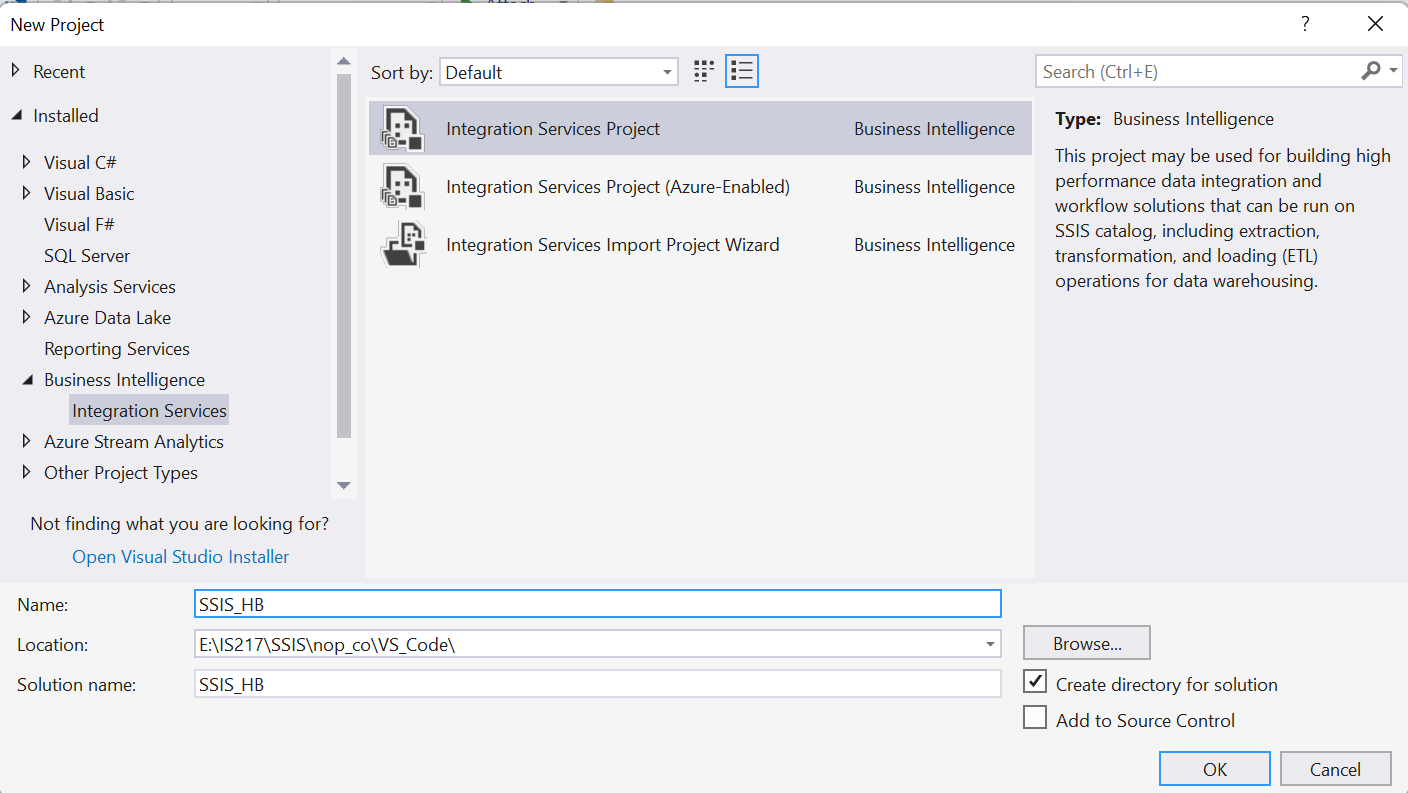 Attach
New Project
?
Recent
Installed
Visual C#
Visual Basic
Visual F#
SQL Server
Analysis Services
Azure Data Lake
Reporting Services
Business Intelligence
Integration Services
Azure Stream Analytics
Other Project Types
Not finding what you are looking for?
Open Visual Studio Installer
Sort by: Default
Integration Services Project Business Intelligence
Integration Services Project (Azure-Enabled) Business Intelligence
Integration Services Import Project Wizard Business Intelligence
Search (Ctrl+E)
Type: Business Intelligence
This project may be used for building high
performance data integration and
workflow solutions that can be run on
SSIS catalog, including extraction,
transformation, and loading (ETL)
operations for data warehousing.
Name: SSIS_HB
Location: E:\IS217\SSIS\nop_co\VS_Code\
Browse...
Solution name: SSIS_HB
Create directory for solution
Add to Source Control
OK
Cancel